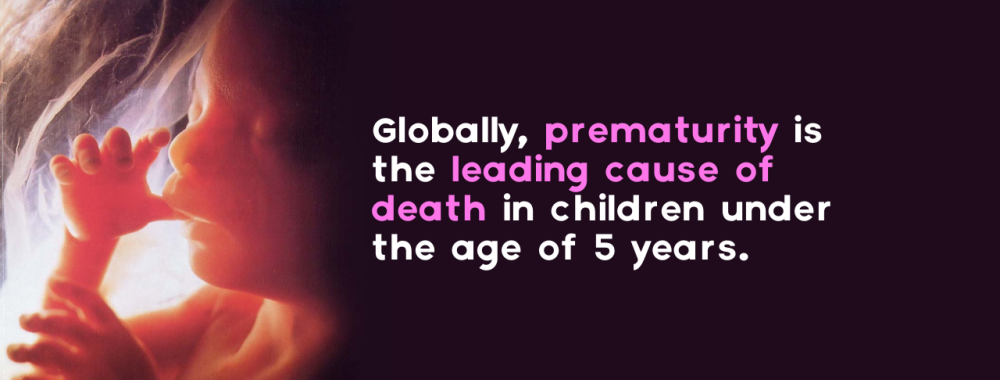 Globally, prematurity is
the leading cause of
death in children under
the age of 5 years.